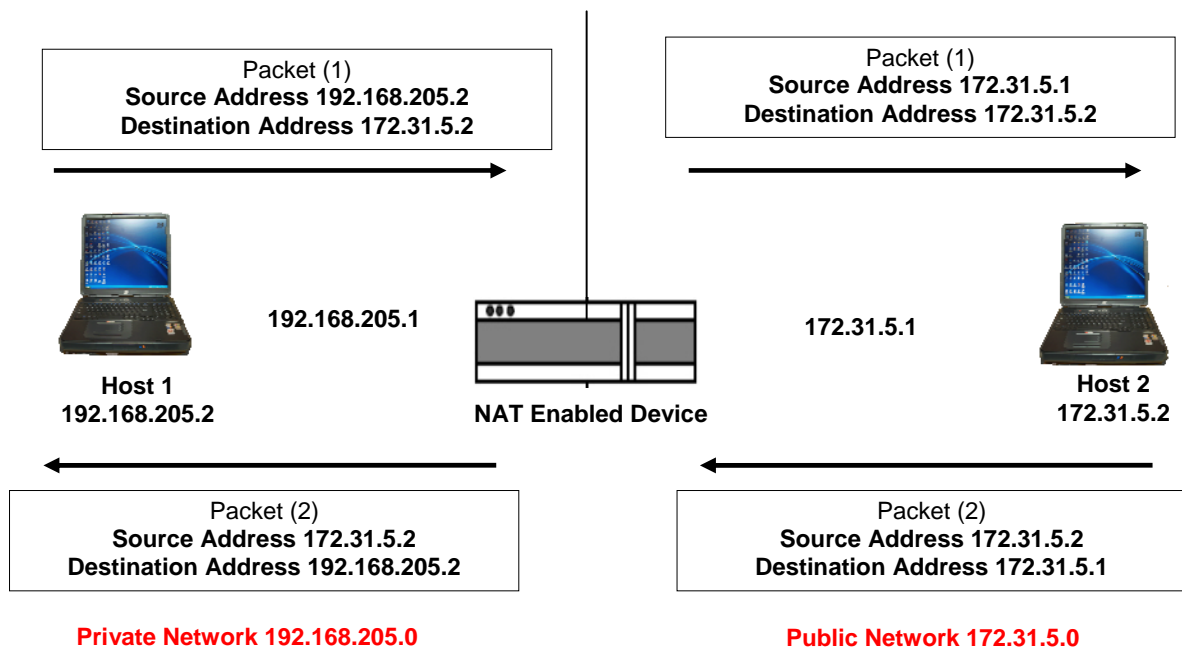 Packet (1)
Source Address 192.168.205.2
Destination Address 172.31.5.2
Packet (1)
Source Address 172.31.5.1
Destination Address 172.31.5.2
192.168.205.1
172.31.5.1
Host 1
192.168.205.2
NAT Enabled Device
Host 2
172.31.5.2
Packet (2)
Source Address 172.31.5.2
Destination Address 192.168.205.2
Packet (2)
Source Address 172.31.5.2
Destination Address 172.31.5.1
Private Network 192.168.205.0
Public Network 172.31.5.0